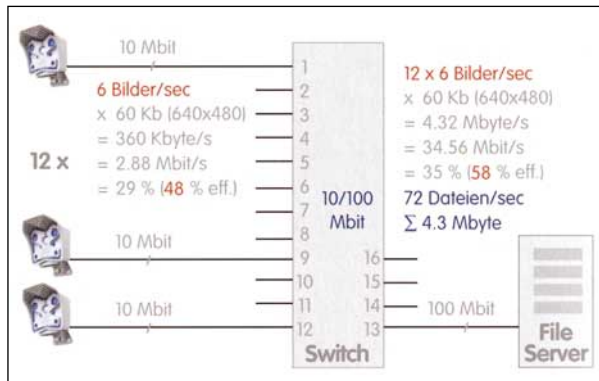 10 Mbit
6 Bilder/sec
x 60 Kb (640x480)
= 360 Kbyte/s
= 2.88 Mbit/s
= 29 % (48 % eff.)
12 x
10 Mbit
10 Mbit
1
2
3
4
5
6
7
8
9
10
11
12
10/100
Mbit
16
15
14
13
Switch
12 x 6 Bilder/sec
x 60 Kb (640x480)
= 4.32 Mbyte/s
= 34.56 Mbit/s
= 35 % (58 % eff.)
72 Dateien/sec
∑ 4.3 Mbyte
100 Mbit
File
Server